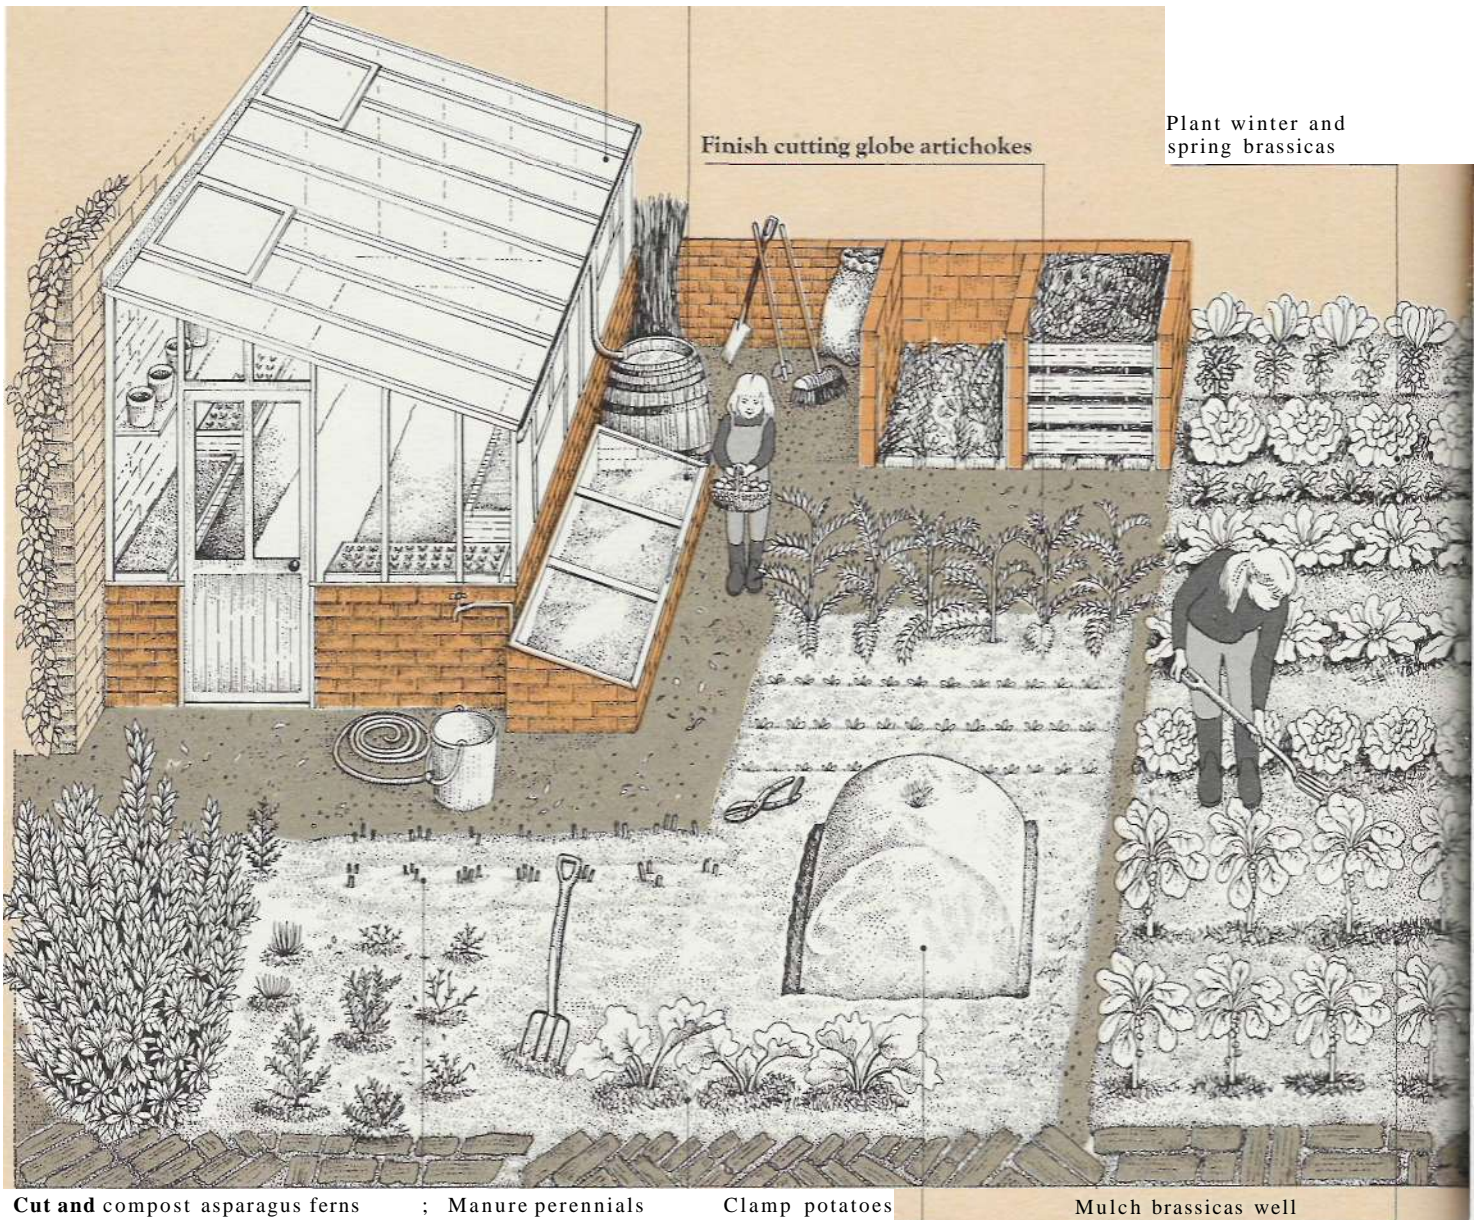 Finish cutting globe artichokes
Plant winter and
spring brassicas
Cut and compost asparagus ferns ; Manure perennials Clamp potatoes Mulch brassicas well